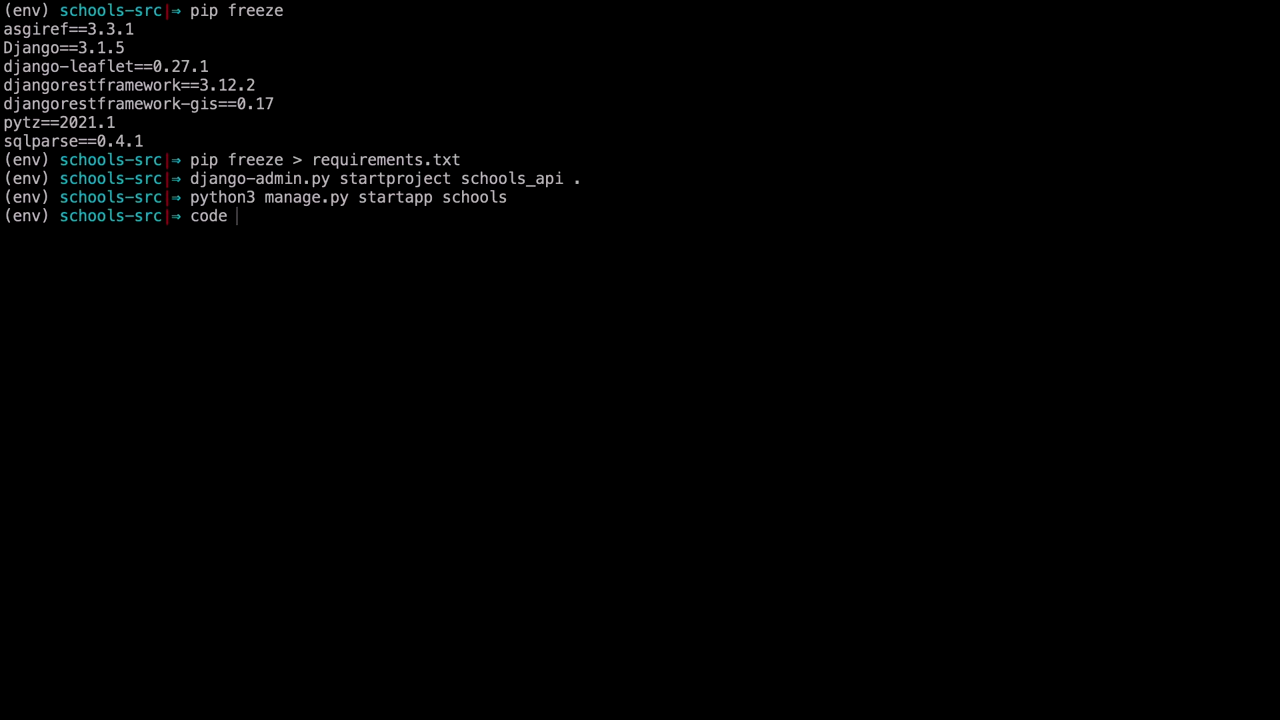 (env) schools-src|⇒ pip freeze
asgiref==3.3.1
Django==3.1.5
django-leaflet==0.27.1
djangorestframework==3.12.2
djangorestframework-gis==0.17
pytz==2021.1
sqlparse==0.4.1
(env) schools-src|⇒ pip freeze > requirements.txt
(env) schools-src|⇒ django-admin.py startproject schools_api .
(env) schools-src|⇒ python3 manage.py startapp schools
(env) schools-src|⇒ code